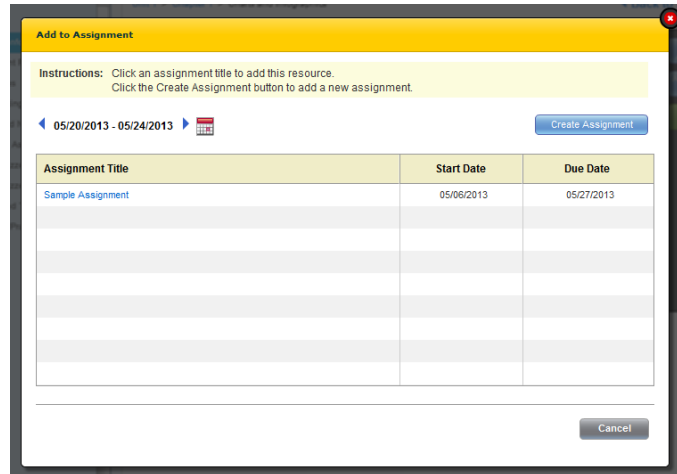 Add to Assignment
Instructions: Click an assignment title to add this resource.
Click the Create Assignment button to add a new assignment.
05/20/2013 - 05/24/2013
Create Assignment
Assignment Title Start Date Due Date
Sample Assignment 05/06/2013 05/27/2013
Cancel